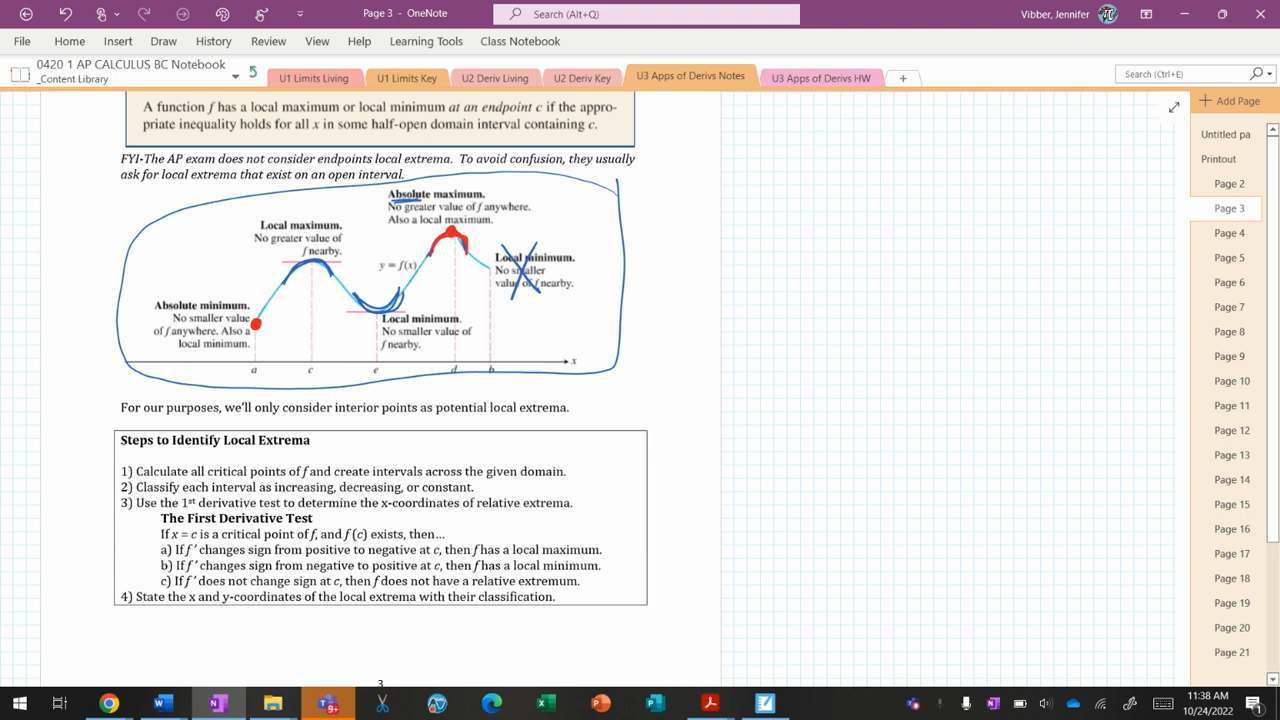 Page 3 - OneNote
Search (Alt+Q)
Vibber, Jennifer
File Home Insert Draw History Review View Help Learning Tools Class Notebook
0420 1 AP CALCULUS BC Notebook
_Content Library
U1 Limits Living
U1 Limits Key
U2 Deriv Living
U2 Deriv Key
U3 Apps of Derivs Notes
U3 Apps of Derivs HW
Search (Ctrl+E)
A function f has a local maximum or local minimum at an endpoint c if the appro-
priate inequality holds for all x in some half-open domain interval containing c.
FYI-The AP exam does not consider endpoints local extrema. To avoid confusion, they usually
ask for local extrema that exist on an open interval.
Absolute maximum.
No greater value of f anywhere.
Also a local maximum.
Local maximum.
No greater value of
f nearby.
y = f(x)
Local minimum.
No smaller
value of f nearby.
Absolute minimum.
No smaller value
of f anywhere. Also a
local minimum.
Local minimum.
No smaller value of
f nearby.
x
a c e d b
For our purposes, we'll only consider interior points as potential local extrema.
Steps to Identify Local Extrema
1) Calculate all critical points of f and create intervals across the given domain.
2) Classify each interval as increasing, decreasing, or constant.
3) Use the 1st derivative test to determine the x-coordinates of relative extrema.
The First Derivative Test
If x = c is a critical point of f, and f (c) exists, then…
a) If f ′ changes sign from positive to negative at c, then f has a local maximum.
b) If f ′ changes sign from negative to positive at c, then f has a local minimum.
c) If f ′ does not change sign at c, then f does not have a relative extremum.
4) State the x and y-coordinates of the local extrema with their classification.
3
Add Page
Untitled pa
Printout
Page 2
Page 3
Page 4
Page 5
Page 6
Page 7
Page 8
Page 9
Page 10
Page 11
Page 12
Page 13
Page 14
Page 15
Page 16
Page 17
Page 18
Page 19
Page 20
Page 21
9+
11:38 AM
10/24/2022